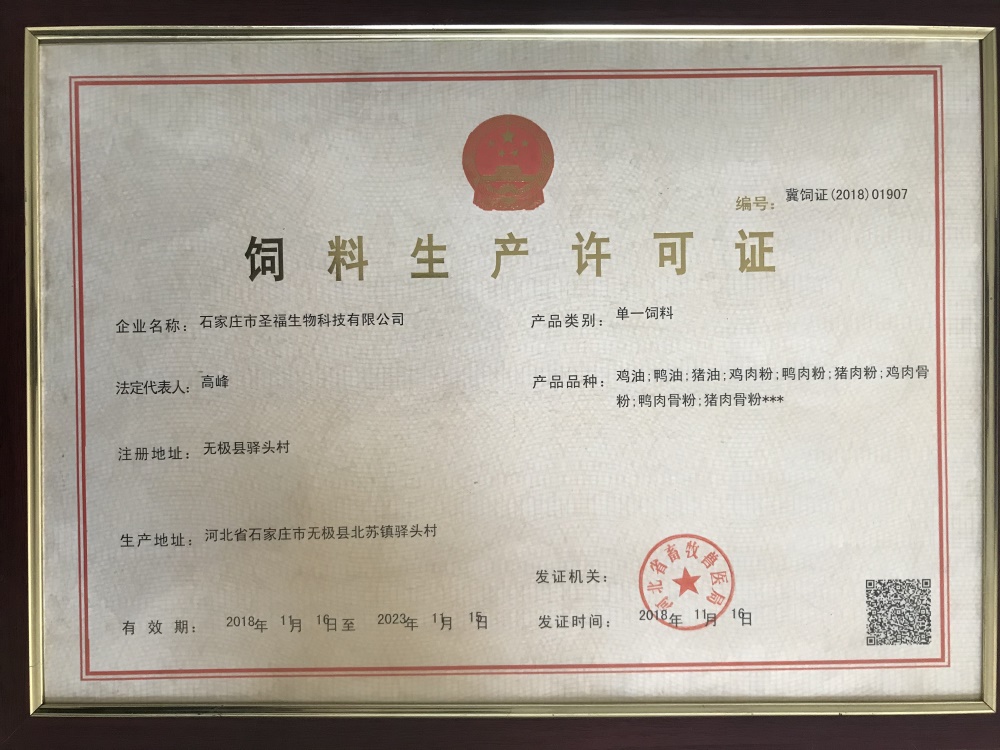 编号：冀饲证(2018)01907
饲料生产许可证
企业名称：石家庄市圣福生物科技有限公司
产品类别：单一饲料
法定代表人：高峰
产品品种：鸡油;鸭油;猪油;鸡肉粉;鸭肉粉;猪肉粉;鸡肉骨
粉;鸭肉骨粉;猪肉骨粉***
注册地址：无极县驿头村
生产地址：河北省石家庄市无极县北苏镇驿头村
发证机关：
河北省畜牧兽医局
有效期：2018年11月16日至2023年11月15日
发证时间：2018年11月16日